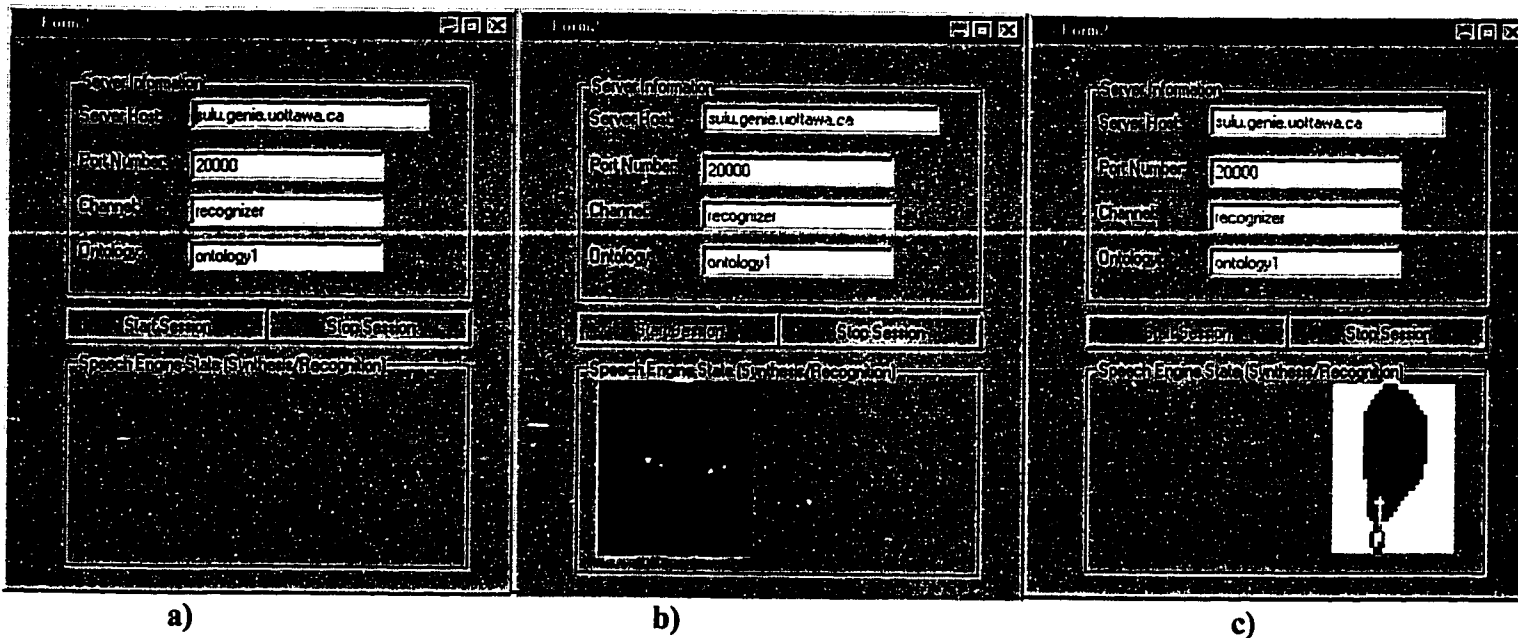 Form2
Server Information
Server Host: sulu.genie.uottawa.ca
Port Number: 20000
Channel: recognizer
Ontology: ontology1
Start Session Stop Session
Speech Engine State (Synthesis/Recognition)
a)
Form2
Server Information
Server Host: sulu.genie.uottawa.ca
Port Number: 20000
Channel: recognizer
Ontology: ontology1
Start Session Stop Session
Speech Engine State (Synthesis/Recognition)
b)
Form2
Server Information
Server Host: sulu.genie.uottawa.ca
Port Number: 20000
Channel: recognizer
Ontology: ontology1
Start Session Stop Session
Speech Engine State (Synthesis/Recognition)
c)